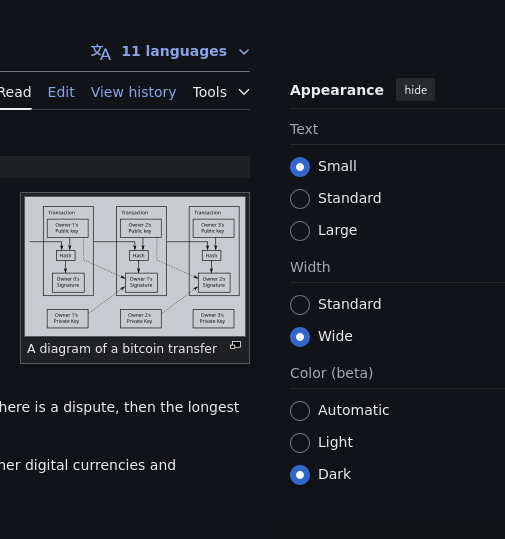 11 languages
Read
Edit
View history
Tools
Appearance
hide
Text
Small
Standard
Large
Width
Standard
Wide
Color (beta)
Automatic
Light
Dark
Transaction
Owner 1's
Public key
Hash
Owner 0's
Signature
Owner 1's
Private Key
Transaction
Owner 2's
Public key
Hash
Owner 1's
Signature
Owner 2's
Private Key
Transaction
Owner 3's
Public key
Hash
Owner 2's
Signature
Owner 3's
Private Key
A diagram of a bitcoin transfer
here is a dispute, then the longest
her digital currencies and